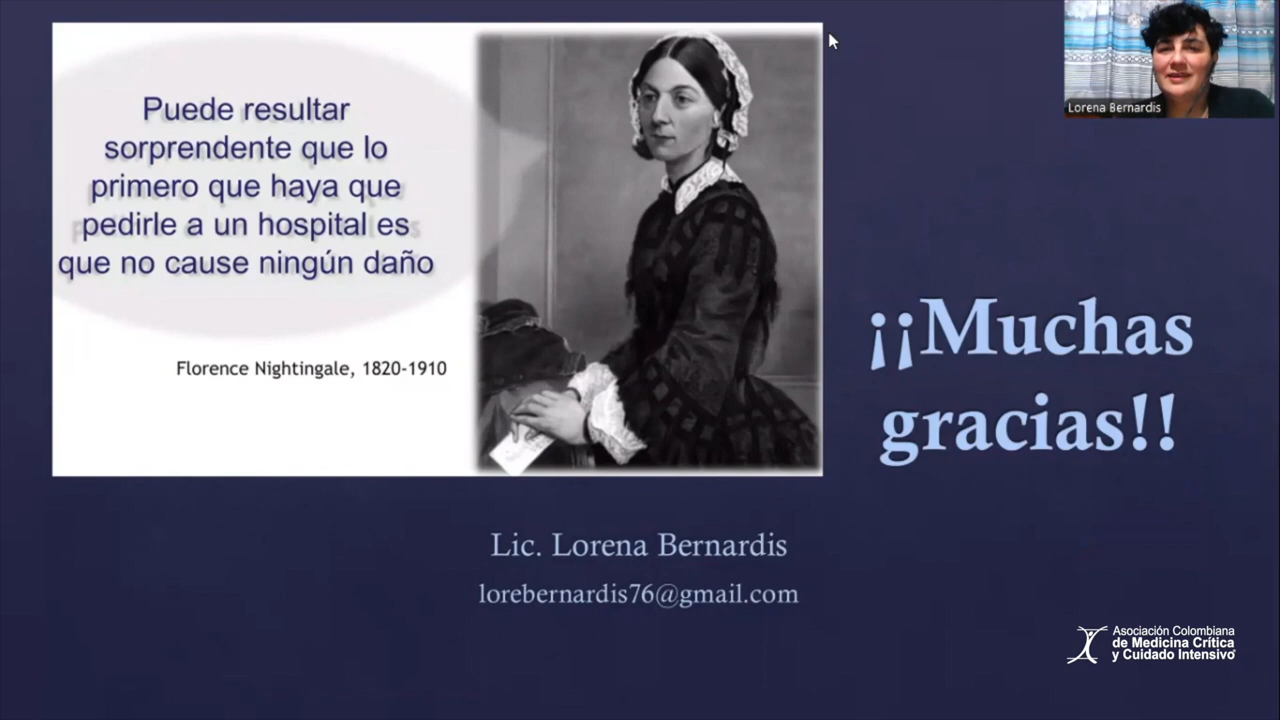 Puede resultar
sorprendente que lo
primero que haya que
pedirle a un hospital es
que no cause ningún daño
Florence Nightingale, 1820-1910
Lorena Bernardis
¡¡Muchas
gracias!!
Lic. Lorena Bernardis
lorebernardis76@gmail.com
Asociación Colombiana
de Medicina Crítica
y Cuidado Intensivo